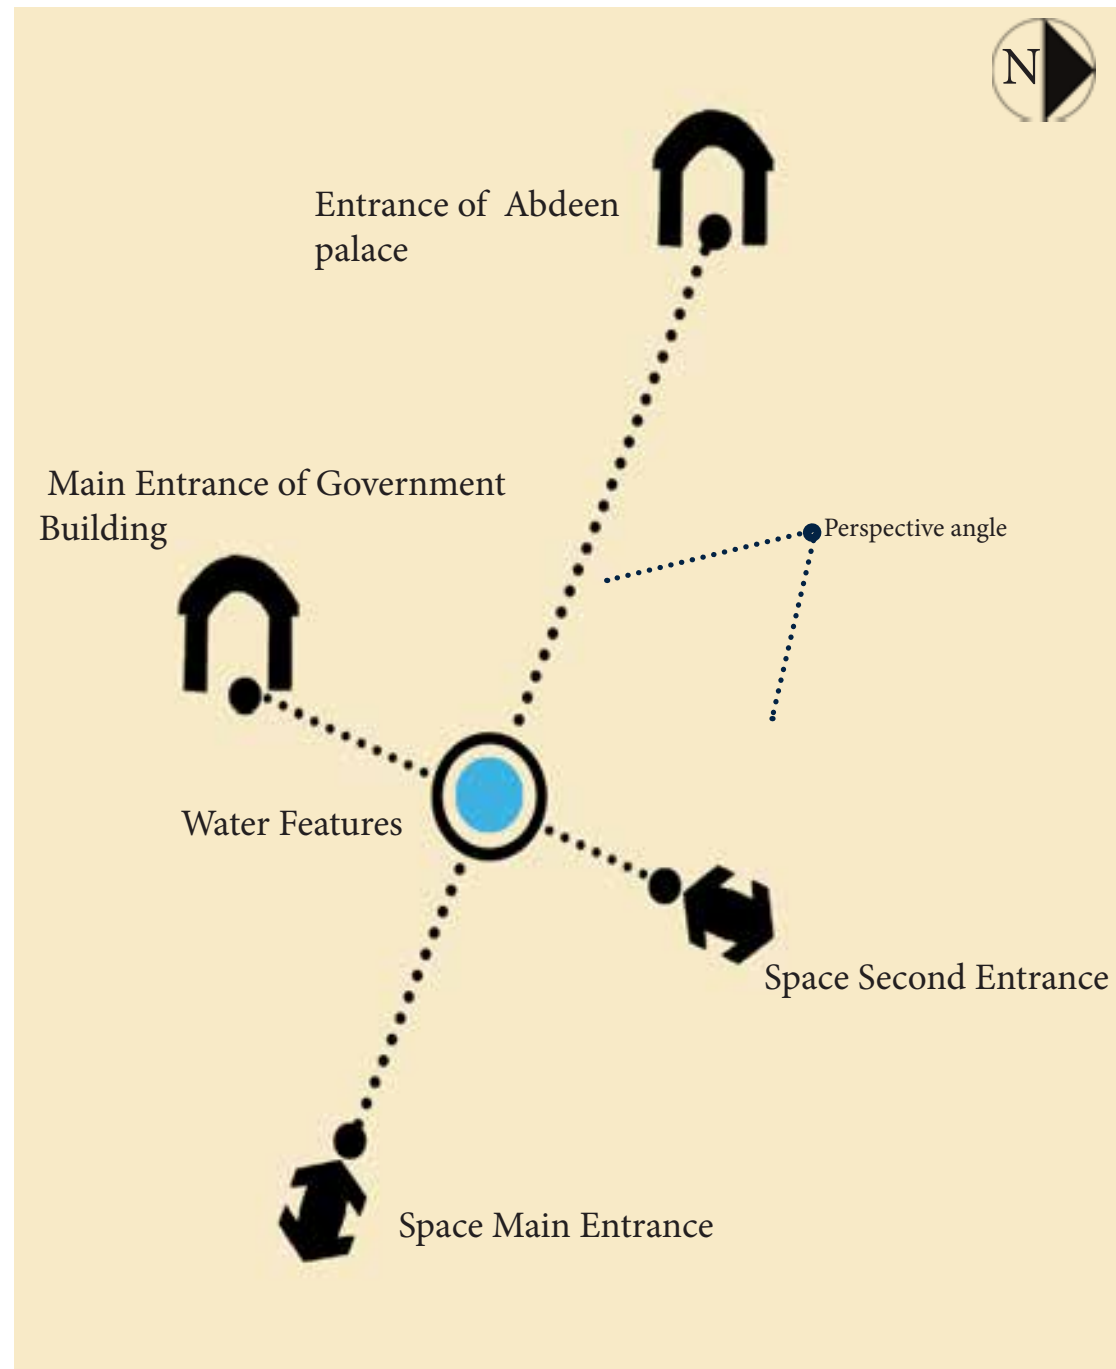 N
Entrance of Abdeen
palace
Main Entrance of Government
Building
Perspective angle
Water Features
Space Second Entrance
Space Main Entrance